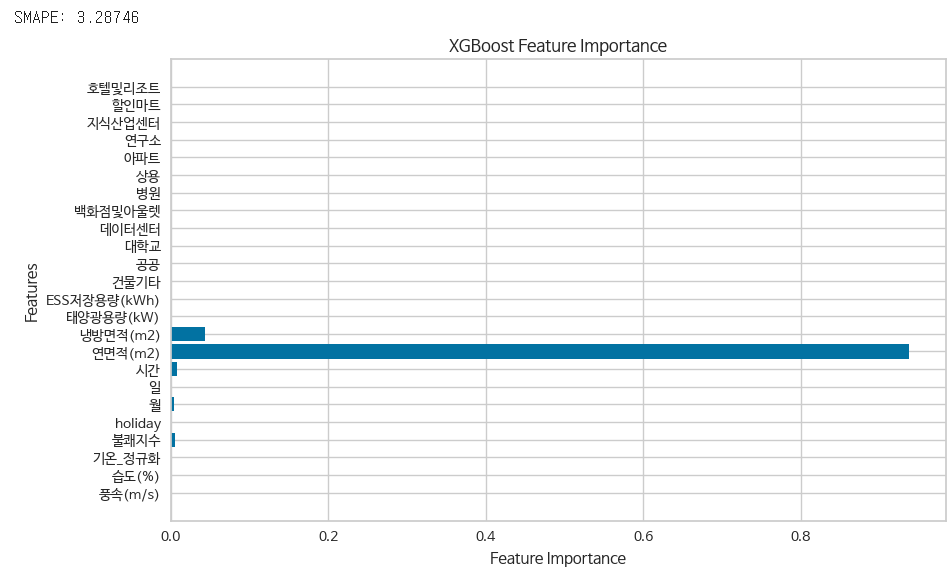 SMAPE: 3.28746
XGBoost Feature Importance
호텔및리조트
할인마트
지식산업센터
연구소
아파트
상용
병원
백화점및아울렛
데이터센터
대학교
공공
건물기타
ESS저장용량(kWh)
태양광용량(kW)
냉방면적(m2)
연면적(m2)
시간
일
월
holiday
불쾌지수
기온_정규화
습도(%)
풍속(m/s)
Features
0.0 0.2 0.4 0.6 0.8
Feature Importance